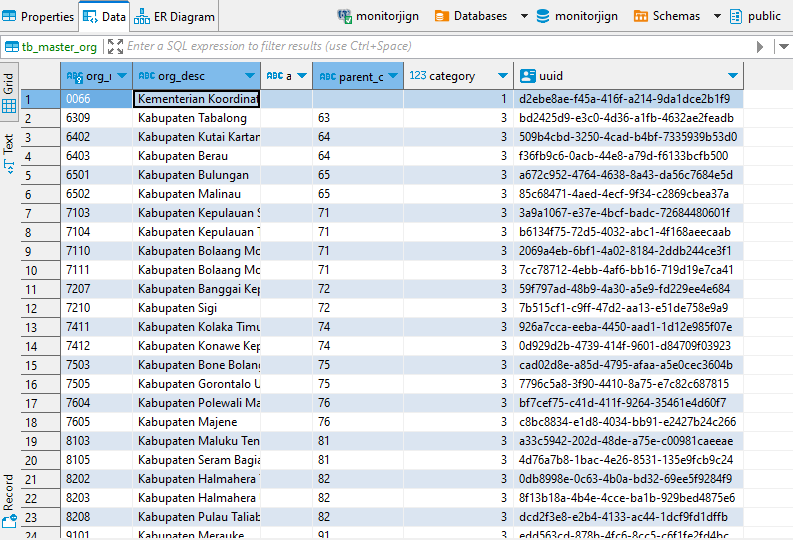 Properties Data ER Diagram monitorjign Databases monitorjign Schemas public
tb_master_org Enter a SQL expression to filter results (use Ctrl+Space)
Grid
Text
Record
ABC org_ ABC org_desc ABC a ABC parent_c 123 category uuid
1 0066 Kementerian Koordinat 1 d2ebe8ae-f45a-416f-a214-9da1dce2b1f9
2 6309 Kabupaten Tabalong 63 3 bd2425d9-e3c0-4d36-a1fb-4632ae2feadb
3 6402 Kabupaten Kutai Kartar 64 3 509b4cbd-3250-4cad-b4bf-7335939b53d0
4 6403 Kabupaten Berau 64 3 f36fb9c6-0acb-44e8-a79d-f6133bcfb500
5 6501 Kabupaten Bulungan 65 3 a672c952-4764-4638-8a43-da56c7684e5d
6 6502 Kabupaten Malinau 65 3 85c68471-4aed-4ecf-9f34-c2869cbea37a
7 7103 Kabupaten Kepulauan S 71 3 3a9a1067-e37e-4bcf-badc-72684480601f
8 7104 Kabupaten Kepulauan T 71 3 b6134f75-72d5-4032-abc1-4f168aeecaab
9 7110 Kabupaten Bolaang Mo 71 3 2069a4eb-6bf1-4a02-8184-2ddb244ce3f1
10 7111 Kabupaten Bolaang Mo 71 3 7cc78712-4ebb-4af6-bb16-719d19e7ca41
11 7207 Kabupaten Banggai Kep 72 3 59f797ad-48b9-4a30-a5e9-fd229ee4e684
12 7210 Kabupaten Sigi 72 3 7b515cf1-c9ff-47d2-aa13-e51de758e9a9
13 7411 Kabupaten Kolaka Timu 74 3 926a7cca-eeba-4450-aad1-1d12e985f07e
14 7412 Kabupaten Konawe Kep 74 3 0d929d2b-4739-414f-9601-d84709f03923
15 7503 Kabupaten Bone Bolang 75 3 cad02d8e-a85d-4795-afaa-a5e0cec3604b
16 7505 Kabupaten Gorontalo U 75 3 7796c5a8-3f90-4410-8a75-e7c82c687815
17 7604 Kabupaten Polewali Ma 76 3 bf7cef75-c41d-411f-9264-35461e4d60f7
18 7605 Kabupaten Majene 76 3 c8bc8834-e1d8-4034-bb91-e2427b24c266
19 8103 Kabupaten Maluku Ten 81 3 a33c5942-202d-48de-a75e-c00981caeeae
20 8105 Kabupaten Seram Bagia 81 3 4d76a7b8-1bac-4e26-8531-135e9fcb9c24
21 8202 Kabupaten Halmahera T 82 3 0db8998e-0c63-4b0a-bd32-69ee5f9284f9
22 8203 Kabupaten Halmahera 82 3 8f13b18a-4b4e-4cce-ba1b-929bed4875e6
23 8208 Kabupaten Pulau Taliab 82 3 dcd2f3e8-e2b4-4133-ac44-1dcf9fd1dffb
24 9101 Kabupaten Merauke 91 3 edd563cd-878b-4fc6-8cc5-c6f1fe2fd4bc